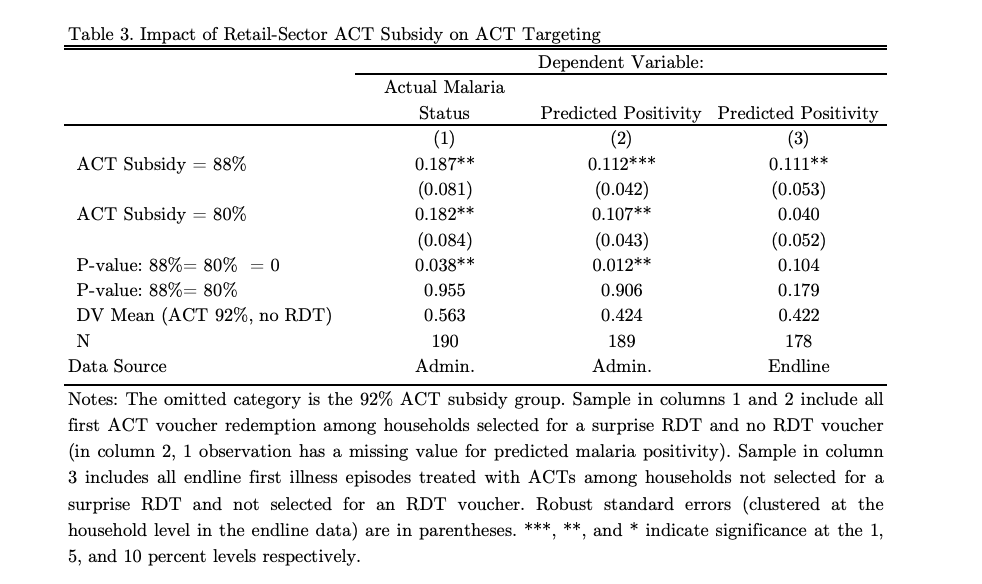 Table 3. Impact of Retail-Sector ACT Subsidy on ACT Targeting
Dependent Variable:
Actual Malaria
Status Predicted Positivity Predicted Positivity
(1) (2) (3)
ACT Subsidy = 88% 0.187** 0.112*** 0.111**
(0.081) (0.042) (0.053)
ACT Subsidy = 80% 0.182** 0.107** 0.040
(0.084) (0.043) (0.052)
P-value: 88%= 80% = 0 0.038** 0.012** 0.104
P-value: 88%= 80% 0.955 0.906 0.179
DV Mean (ACT 92%, no RDT) 0.563 0.424 0.422
N 190 189 178
Data Source Admin. Admin. Endline
Notes: The omitted category is the 92% ACT subsidy group. Sample in columns 1 and 2 include all
first ACT voucher redemption among households selected for a surprise RDT and no RDT voucher
(in column 2, 1 observation has a missing value for predicted malaria positivity). Sample in column
3 includes all endline first illness episodes treated with ACTs among households not selected for a
surprise RDT and not selected for an RDT voucher. Robust standard errors (clustered at the
household level in the endline data) are in parentheses. ***, **, and * indicate significance at the 1,
5, and 10 percent levels respectively.